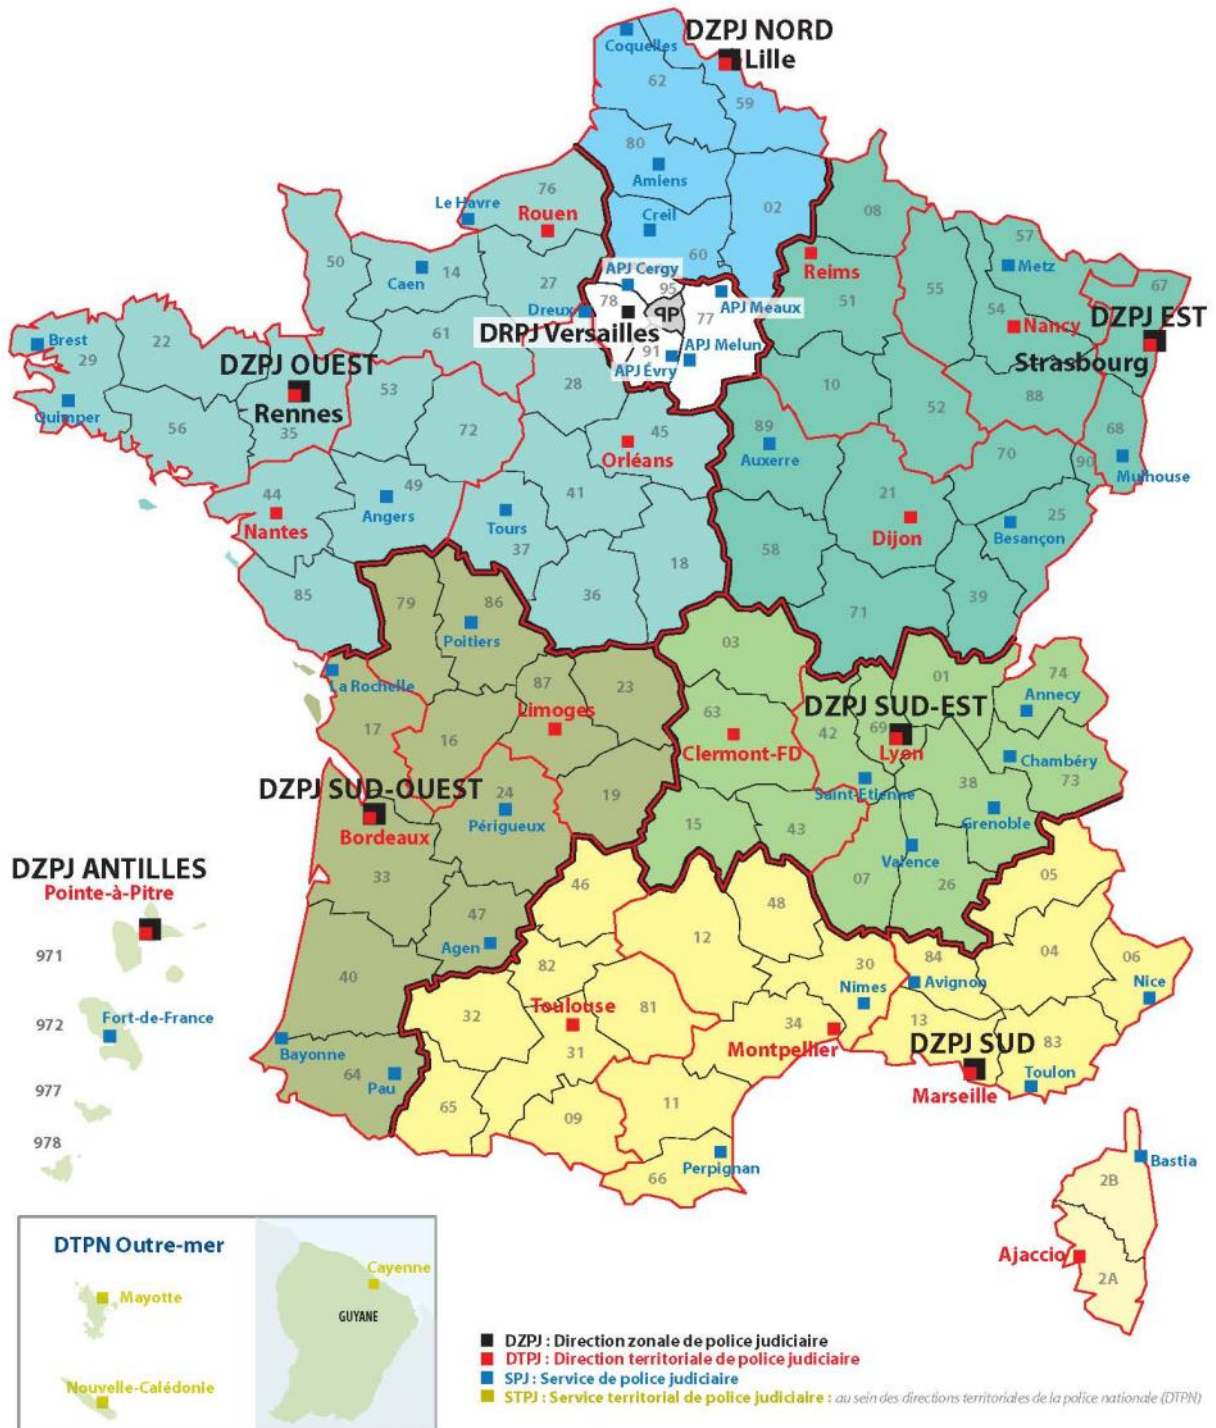 DZPJ NORD
Coquelles
Lille
62
59
80
Amiens
76
Le Havre
Rouen
02
08
Creil
60
57
Metz
50
Caen
14
27
APJ Cergy
95
Reims
55
67
51
54
78
Dreux
PP
77
APJ Meaux
Nancy
DZPJ EST
DRPJ Versailles
Strasbourg
Brest
29
22
61
91
APJ Melun
APJ Évry
DZPJ OUEST
Rennes
53
28
10
88
52
Quimper
56
35
72
45
Orléans
89
Auxerre
70
68
90
Mulhouse
44
Nantes
49
Angers
Tours
41
21
Dijon
25
Besançon
37
18
58
85
79
86
36
39
71
Poitiers
03
La Rochelle
87
23
01
74
Annecy
Limoges
63
DZPJ SUD-EST
17
16
Clermont-FD
42
69
Lyon
Chambéry
73
DZPJ SUD-OUEST
24
19
Saint-Etienne
38
Bordeaux
Périgueux
15
43
Grenoble
Valence
DZPJ ANTILLES
Pointe-à-Pitre
33
46
48
07
26
05
47
Agen
12
971
40
82
30
84
04
06
Nîmes
Avignon
Nice
32
Toulouse
81
972
Fort-de-France
34
13
83
Bayonne
31
Montpellier
DZPJ SUD
64
Pau
Toulon
977
65
11
Marseille
09
978
Perpignan
66
Bastia
2B
DTPN Outre-mer
Ajaccio
Cayenne
2A
Mayotte
GUYANE
DZPJ : Direction zonale de police judiciaire
DTPJ : Direction territoriale de police judiciaire
SPJ : Service de police judiciaire
Nouvelle-Calédonie
STPJ : Service territorial de police judiciaire : au sein des directions territoriales de la police nationale (DTPN)